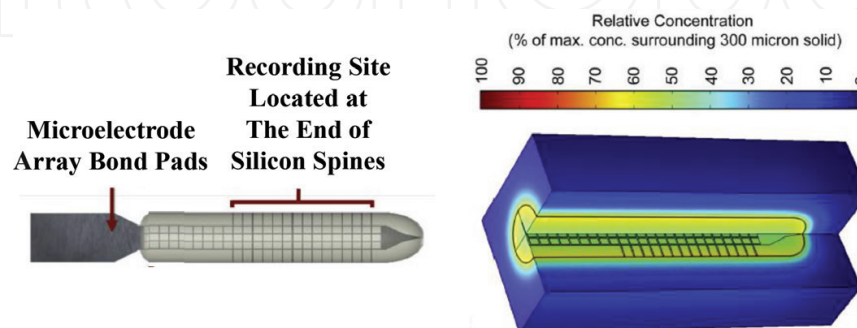 Recording Site
Located at
The End of
Silicon Spines
Microelectrode
Array Bond Pads
Relative Concentration
(% of max. conc. surrounding 300 micron solid)
100 90 80 70 60 50 40 30 20 10